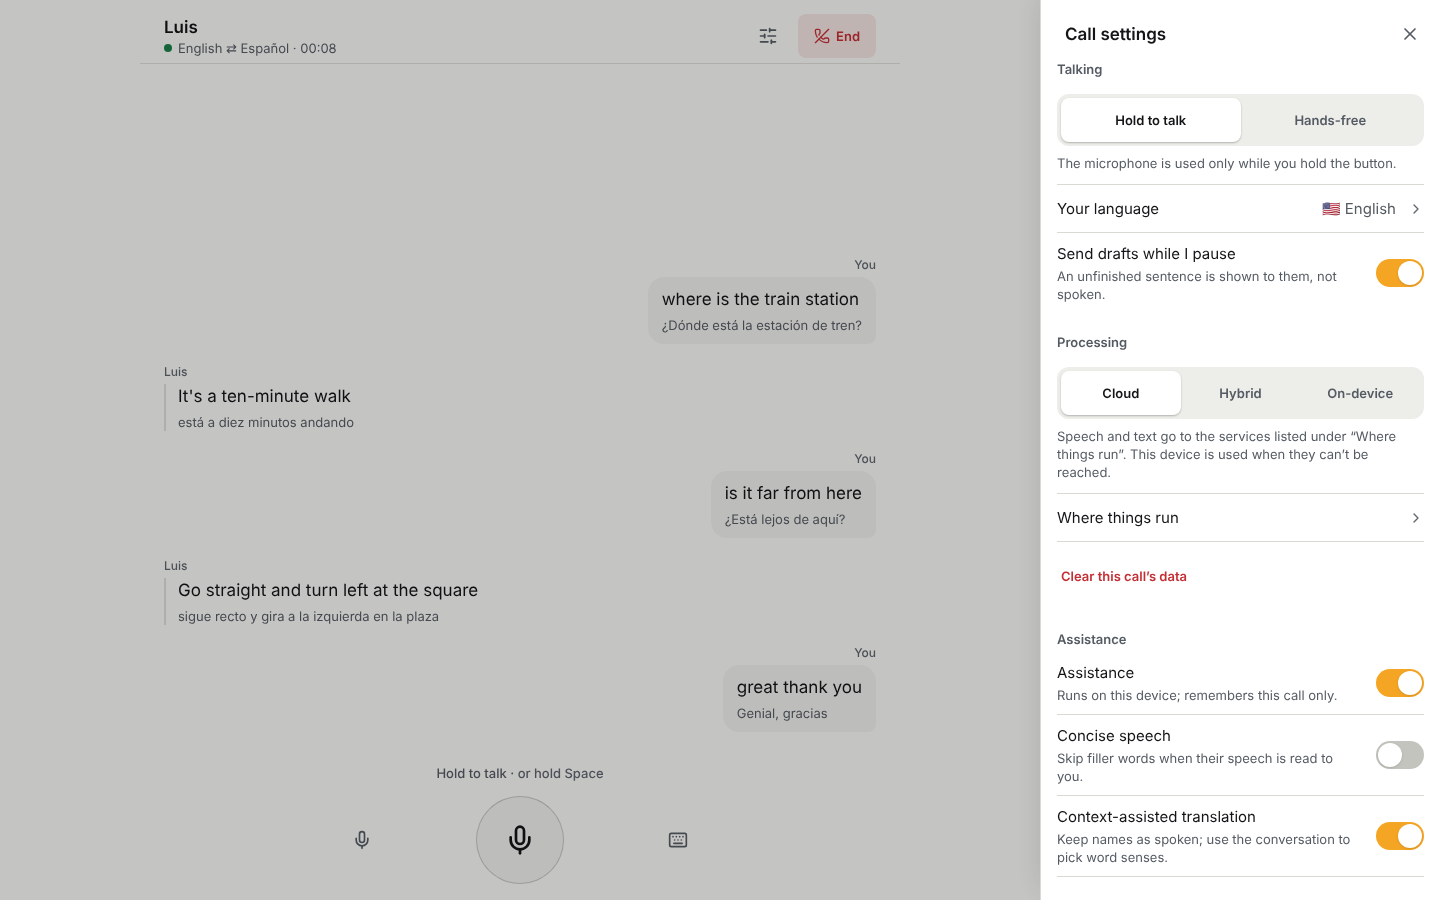 Luis
English ⇄ Español · 00:08
End
You
where is the train station
¿Dónde está la estación de tren?
Luis
It's a ten-minute walk
está a diez minutos andando
You
is it far from here
¿Está lejos de aquí?
Luis
Go straight and turn left at the square
sigue recto y gira a la izquierda en la plaza
You
great thank you
Genial, gracias
Hold to talk · or hold Space
Call settings
Talking
Hold to talk
Hands-free
The microphone is used only while you hold the button.
Your language
🇺🇸 English
Send drafts while I pause
An unfinished sentence is shown to them, not
spoken.
Processing
Cloud
Hybrid
On-device
Speech and text go to the services listed under “Where
things run”. This device is used when they can’t be
reached.
Where things run
Clear this call’s data
Assistance
Assistance
Runs on this device; remembers this call only.
Concise speech
Skip filler words when their speech is read to
you.
Context-assisted translation
Keep names as spoken; use the conversation to
pick word senses.